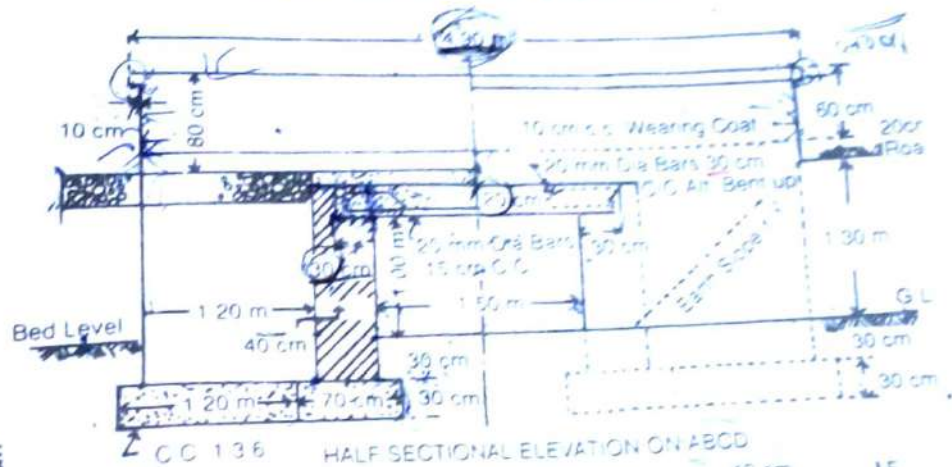 4.30 m
10 cm
80 cm
60 cm
10 cm c.c. Wearing Coat
20 mm Dia Bars 30 cm
C/C Alt. Bent up
20 cm
20 mm Dia Bars
15 cm C/C
30 cm
30 cm
1.30 m
Earth Slope
1.20 m
1.50 m
G L
Bed Level
40 cm
30 cm
30 cm
1.20 m
70 cm
30 cm
30 cm
C C 1 3 6
HALF SECTIONAL ELEVATION ON ABCD